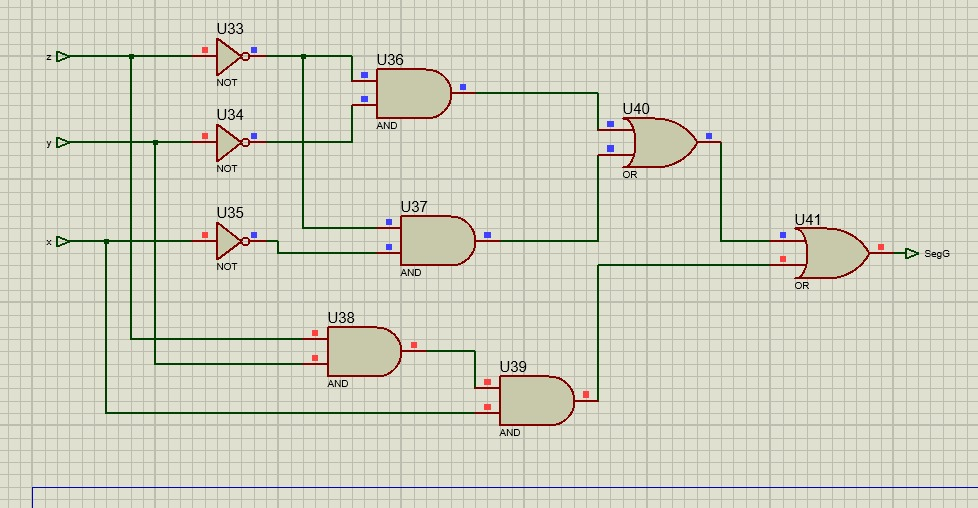 U33
z
NOT
U36
AND
U34
y
NOT
U40
OR
U35
x
NOT
U37
AND
U41
SegG
OR
U38
AND
U39
AND